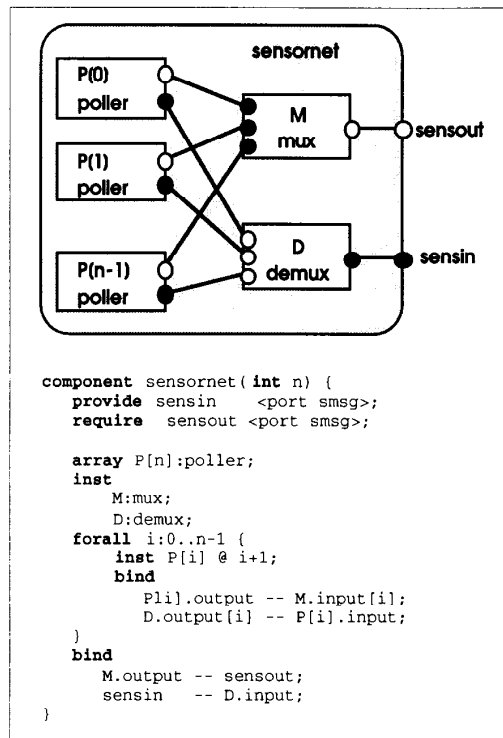 sensornet
P(0)
poller
M
mux
sensout
P(1)
poller
D
demux
sensin
P(n-1)
poller
component sensornet( int n) {
provide sensin <port smsg>;
require sensout <port smsg>;
array P[n]:poller;
inst
M:mux;
D:demux;
forall i:0..n-1 {
inst P[i] @ i+1;
bind
Pli].output -- M.input[i];
D.output[i} -- P[i].input;
}
bind
M.output -- sensout;
sensin -- D.input;
}